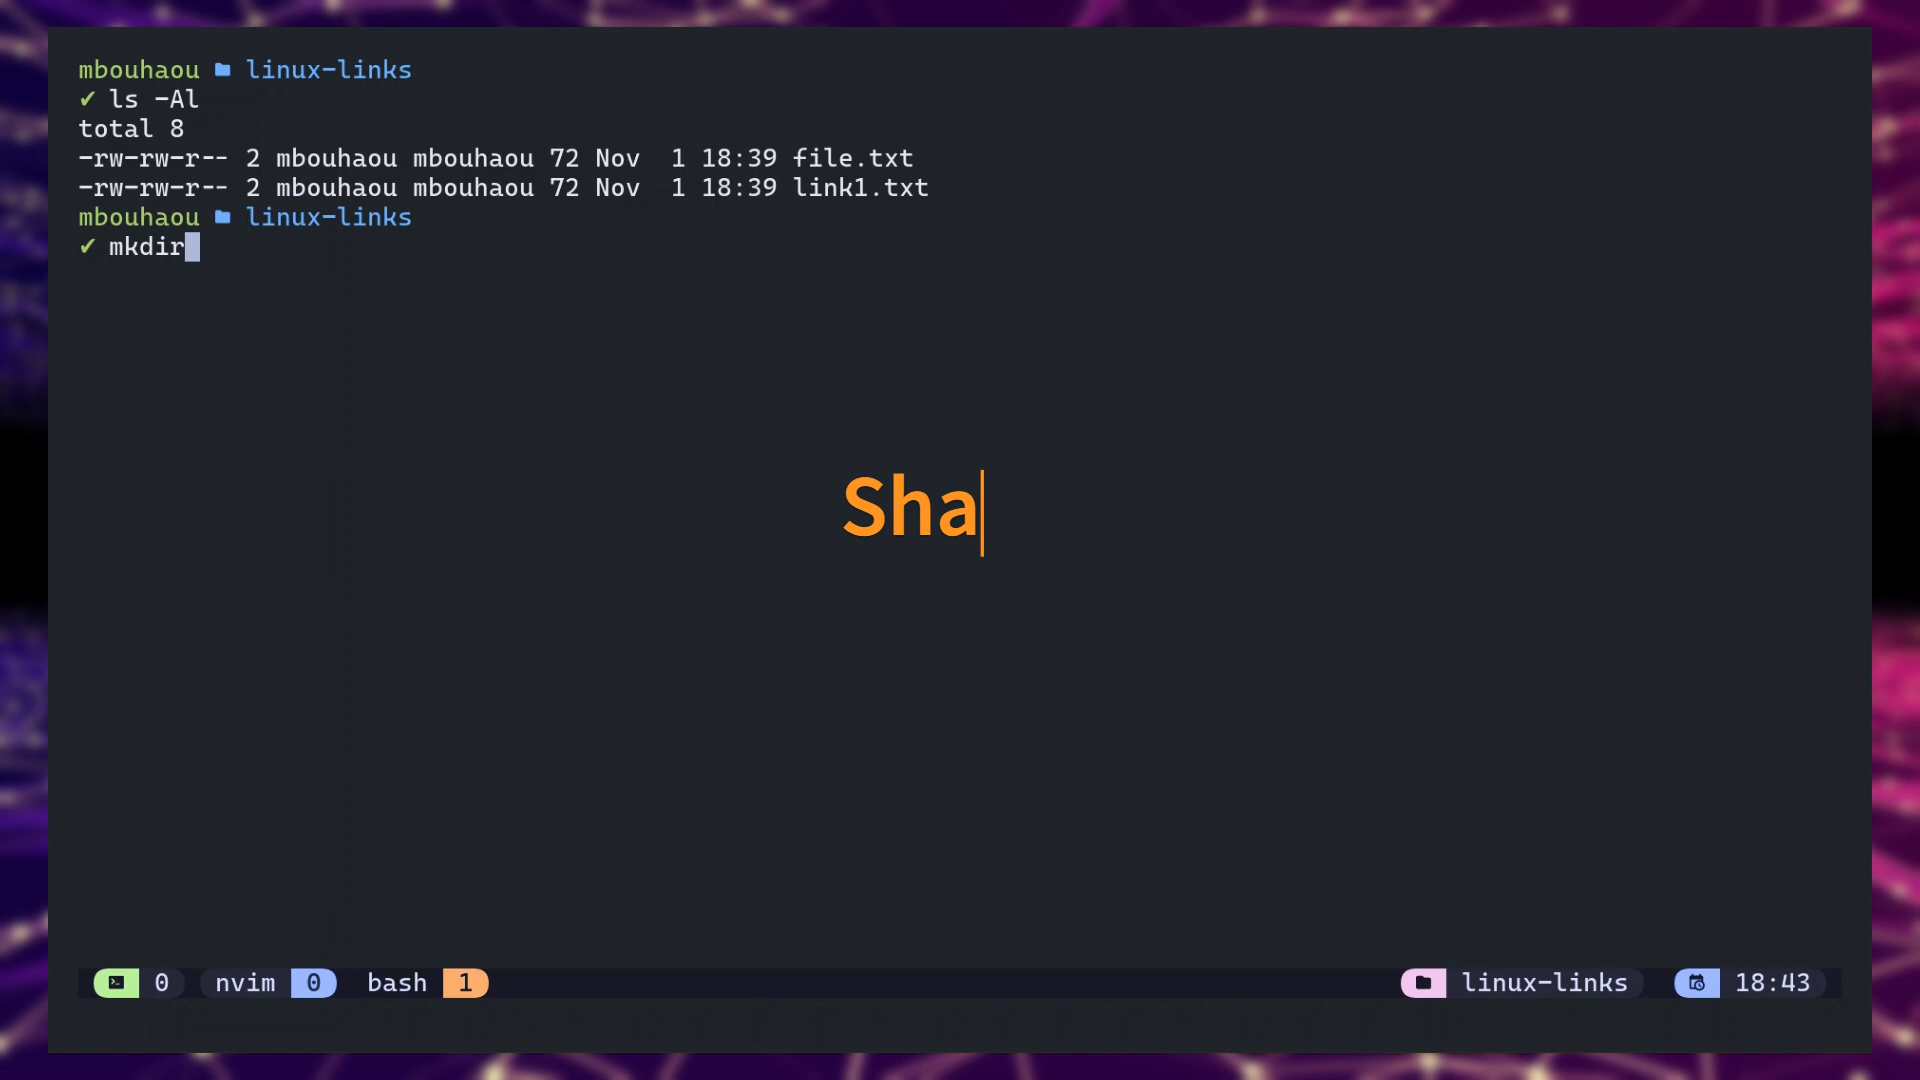 mbouhaou linux-links
✔ ls -Al
total 8
-rw-rw-r-- 2 mbouhaou mbouhaou 72 Nov  1 18:39 file.txt
-rw-rw-r-- 2 mbouhaou mbouhaou 72 Nov  1 18:39 link1.txt
mbouhaou linux-links
✔ mkdir
Sha
0 nvim 0 bash 1 linux-links 18:43